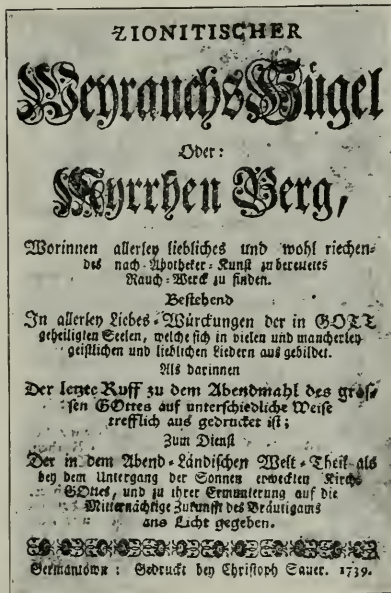 ZIONITISCHER
WeyrauchsHügel
Oder:
Myrrhen Berg,
Worinnen allerley liebliches und wohl riechen-
des nach Apotheker-Kunst zubereitetes
Rauch-Werck zu finden.
Bestehend
In allerley Liebes-Würckungen der in GOTT
geheiligten Seelen, welche sich in vielen und mancherley
geistlichen und lieblichen Liedern aus gebildet.
Als darinnen
Der letzte Ruff zu dem Abendmahl des gros-
sen GOttes auf unterschiedliche Weise
trefflich aus gedrucket ist;
Zum Dienst
Der in dem Abend-Ländischen Welt-Theil als
bey dem Untergang der Sonnen erweckten Kirche
GOttes, und zu ihrer Ermunterung auf die
Mitternächtige Zukunfft des Bräutigams
ans Licht gegeben.
Germantown: Gedruckt bey Christoph Sauer. 1739.